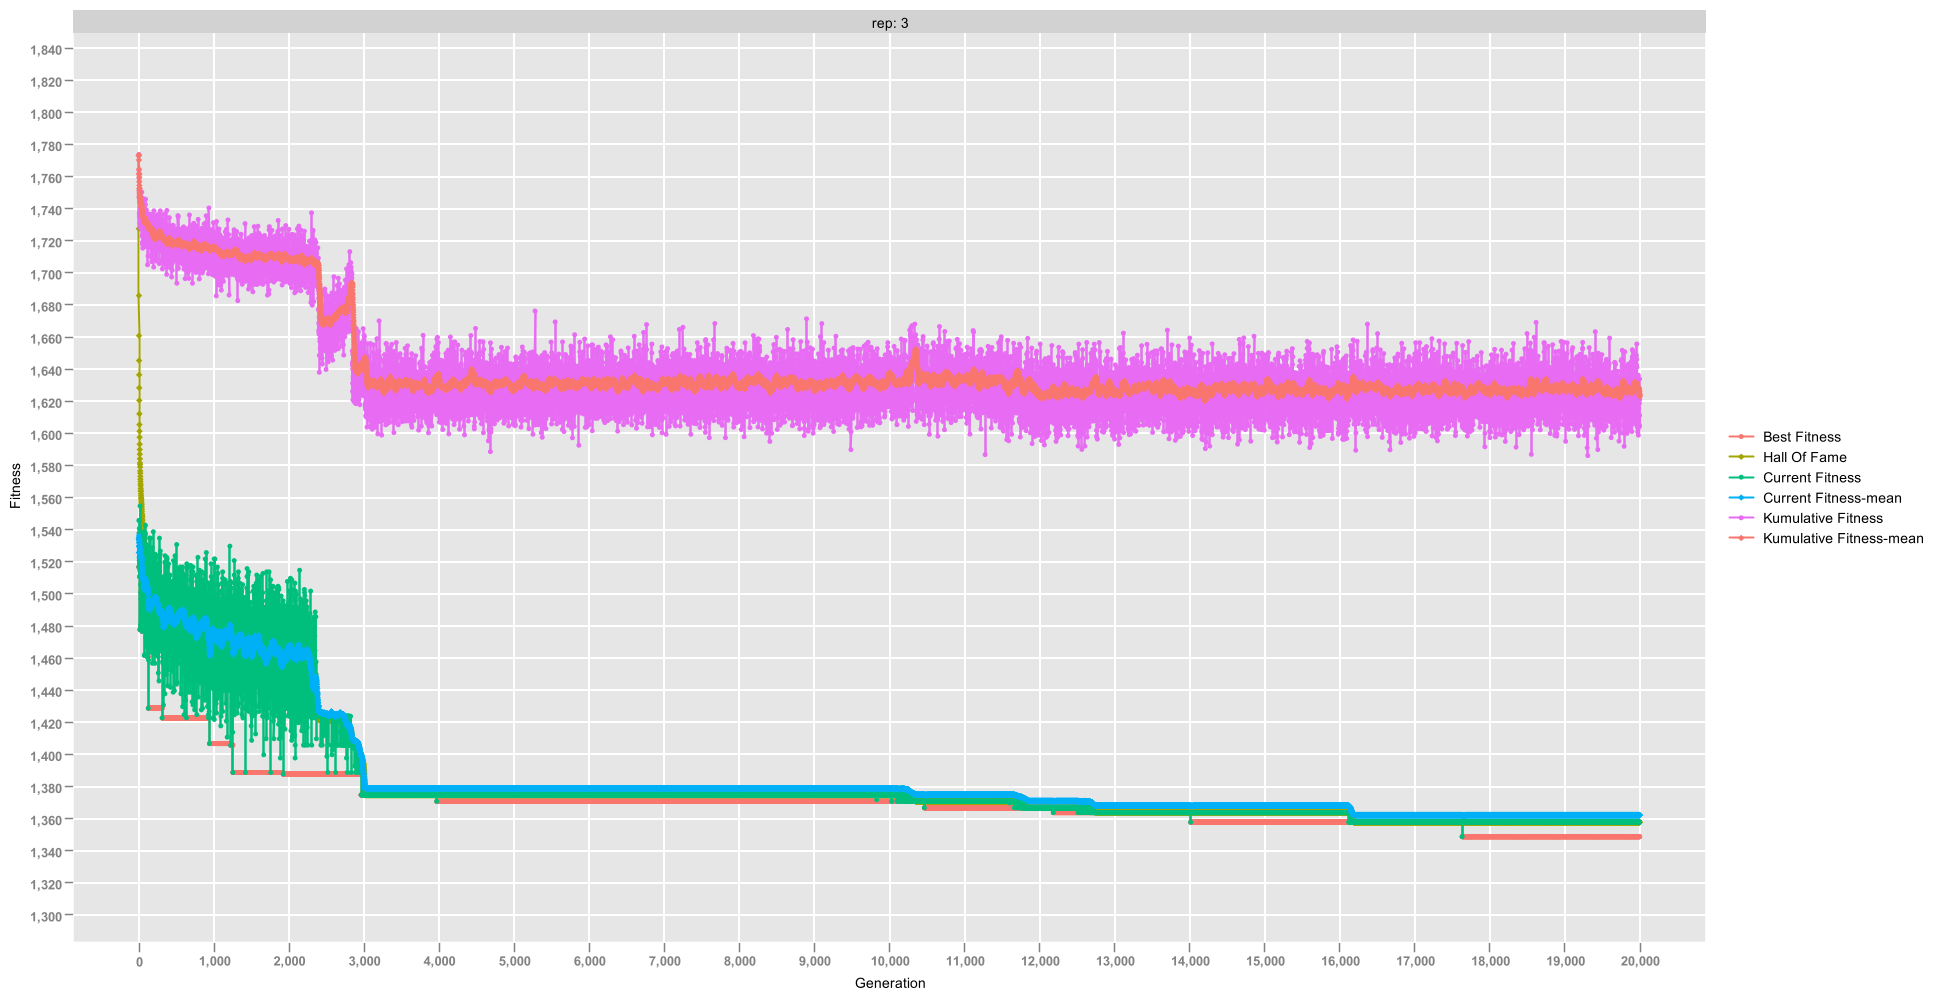 rep: 3
1,840
1,820
1,800
1,780
1,760
1,740
1,720
1,700
1,680
1,660
1,640
1,620
1,600
1,580
1,560
1,540
1,520
1,500
1,480
1,460
1,440
1,420
1,400
1,380
1,360
1,340
1,320
1,300
Fitness
0 1,000 2,000 3,000 4,000 5,000 6,000 7,000 8,000 9,000 10,000 11,000 12,000 13,000 14,000 15,000 16,000 17,000 18,000 19,000 20,000
Generation
Best Fitness
Hall Of Fame
Current Fitness
Current Fitness-mean
Kumulative Fitness
Kumulative Fitness-mean